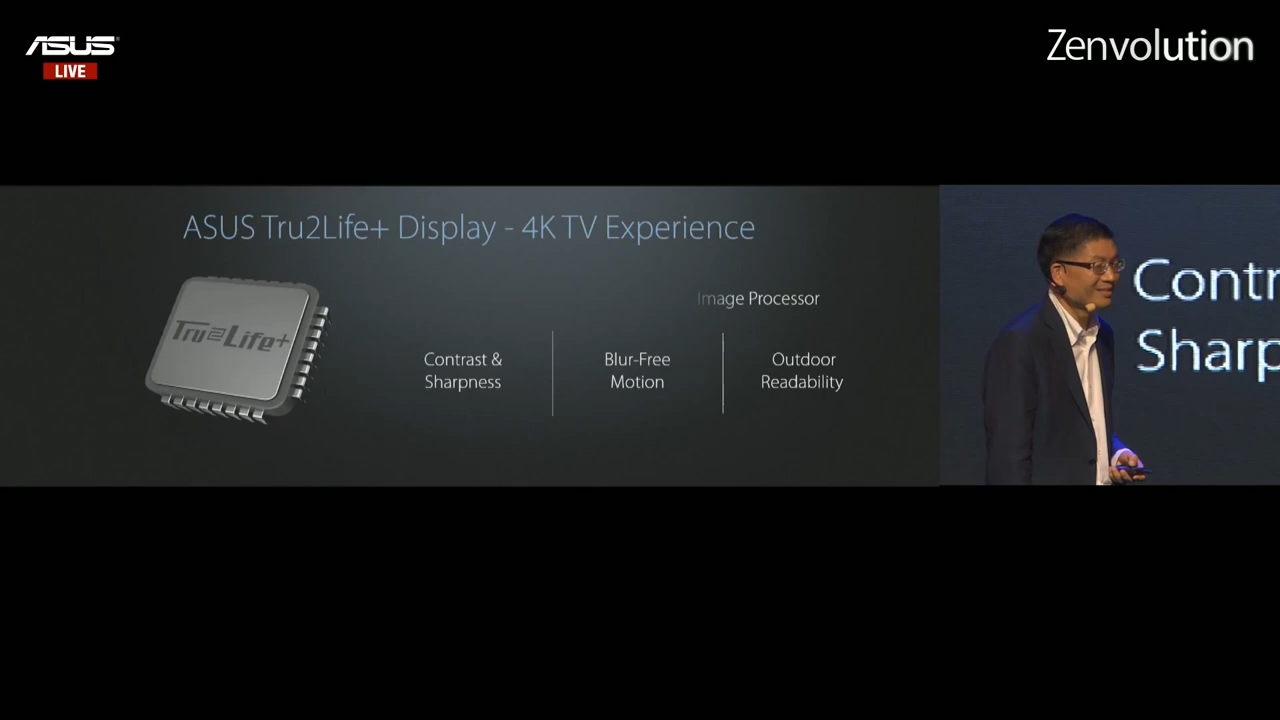 ASUS
LIVE
Zenvolution
ASUS Tru2Life+ Display - 4K TV Experience
Tru2Life+
Image Processor
Contrast &
Sharpness
Blur-Free
Motion
Outdoor
Readability
Contr
Sharp